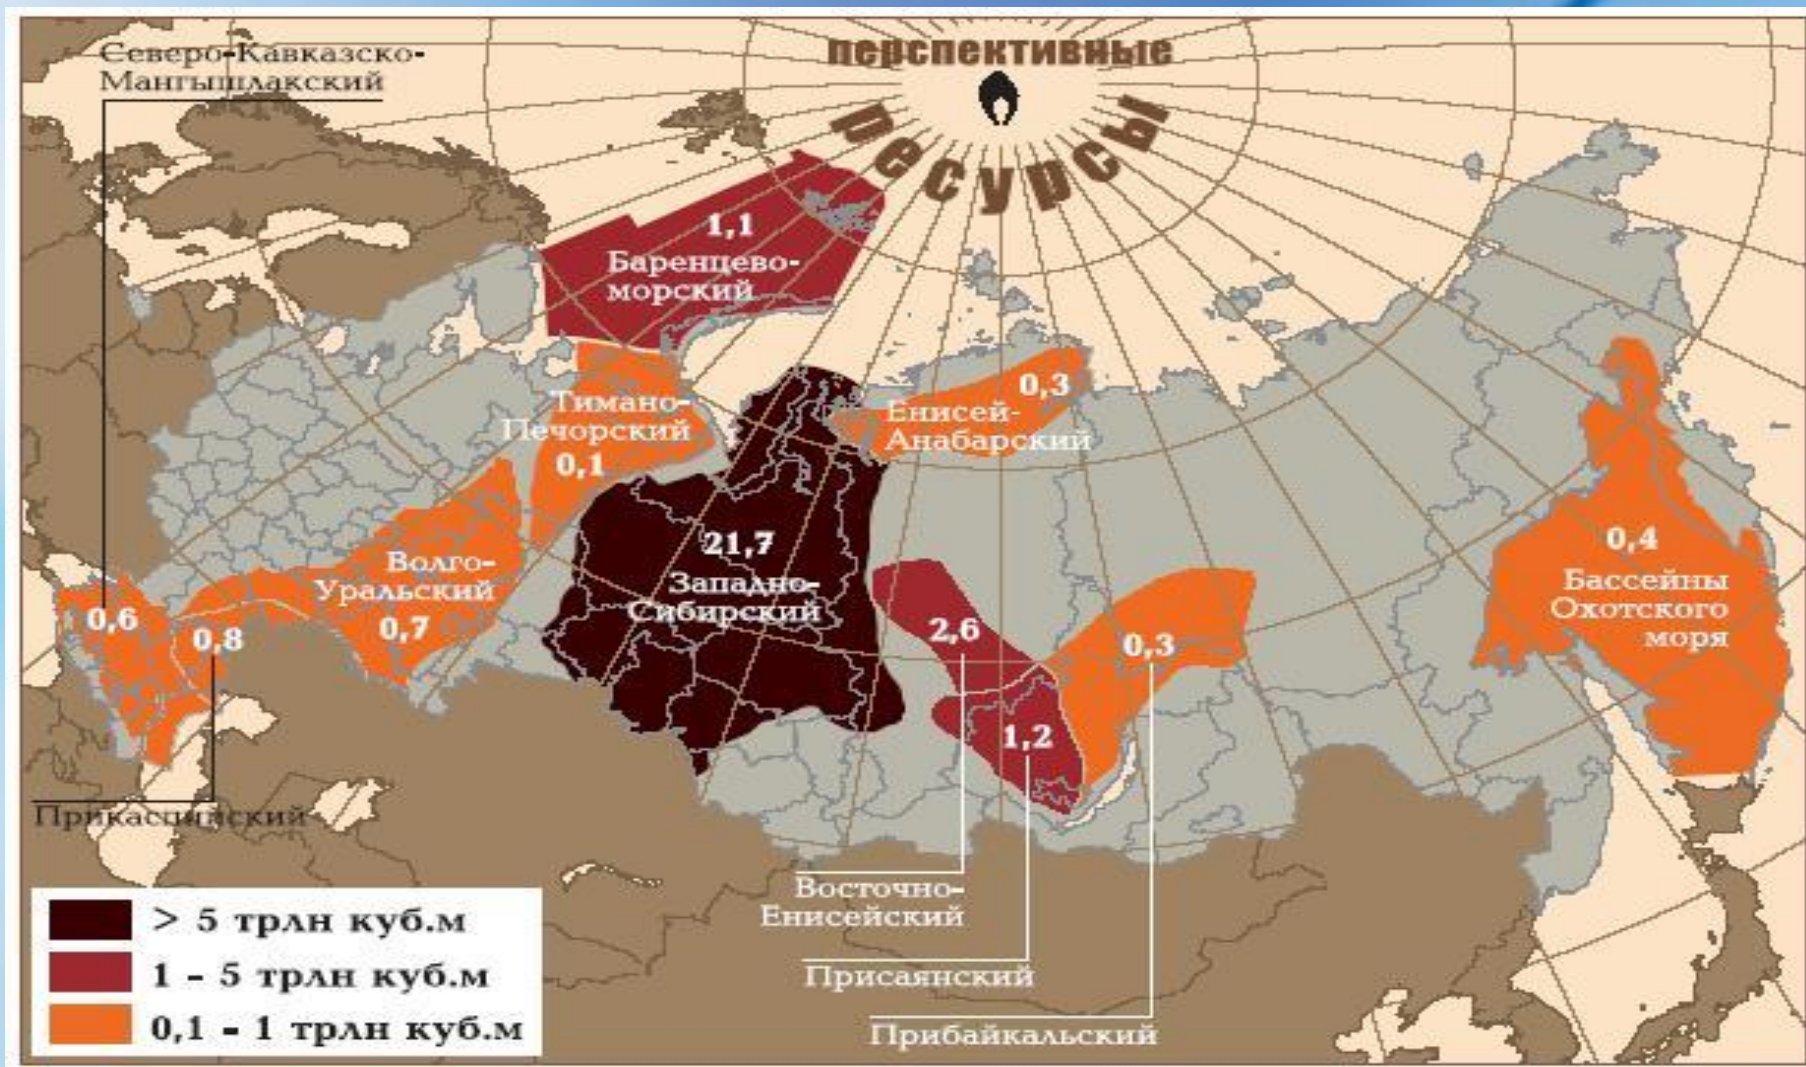 перспективные
ресурсы
Северо-Кавказско-
Мангышлакский
1,1
Баренцево-
морский
0,3
Енисей-
Анабарский
Тимано-
Печорский
0,1
21,7
Западно-
Сибирский
Волго-
Уральский
0,7
0,6
0,8
2,6
0,3
1,2
0,4
Бассейны
Охотского
моря
Прикаспийский
Восточно-
Енисейский
Присаянский
Прибайкальский
> 5 трлн куб.м
1 - 5 трлн куб.м
0,1 - 1 трлн куб.м